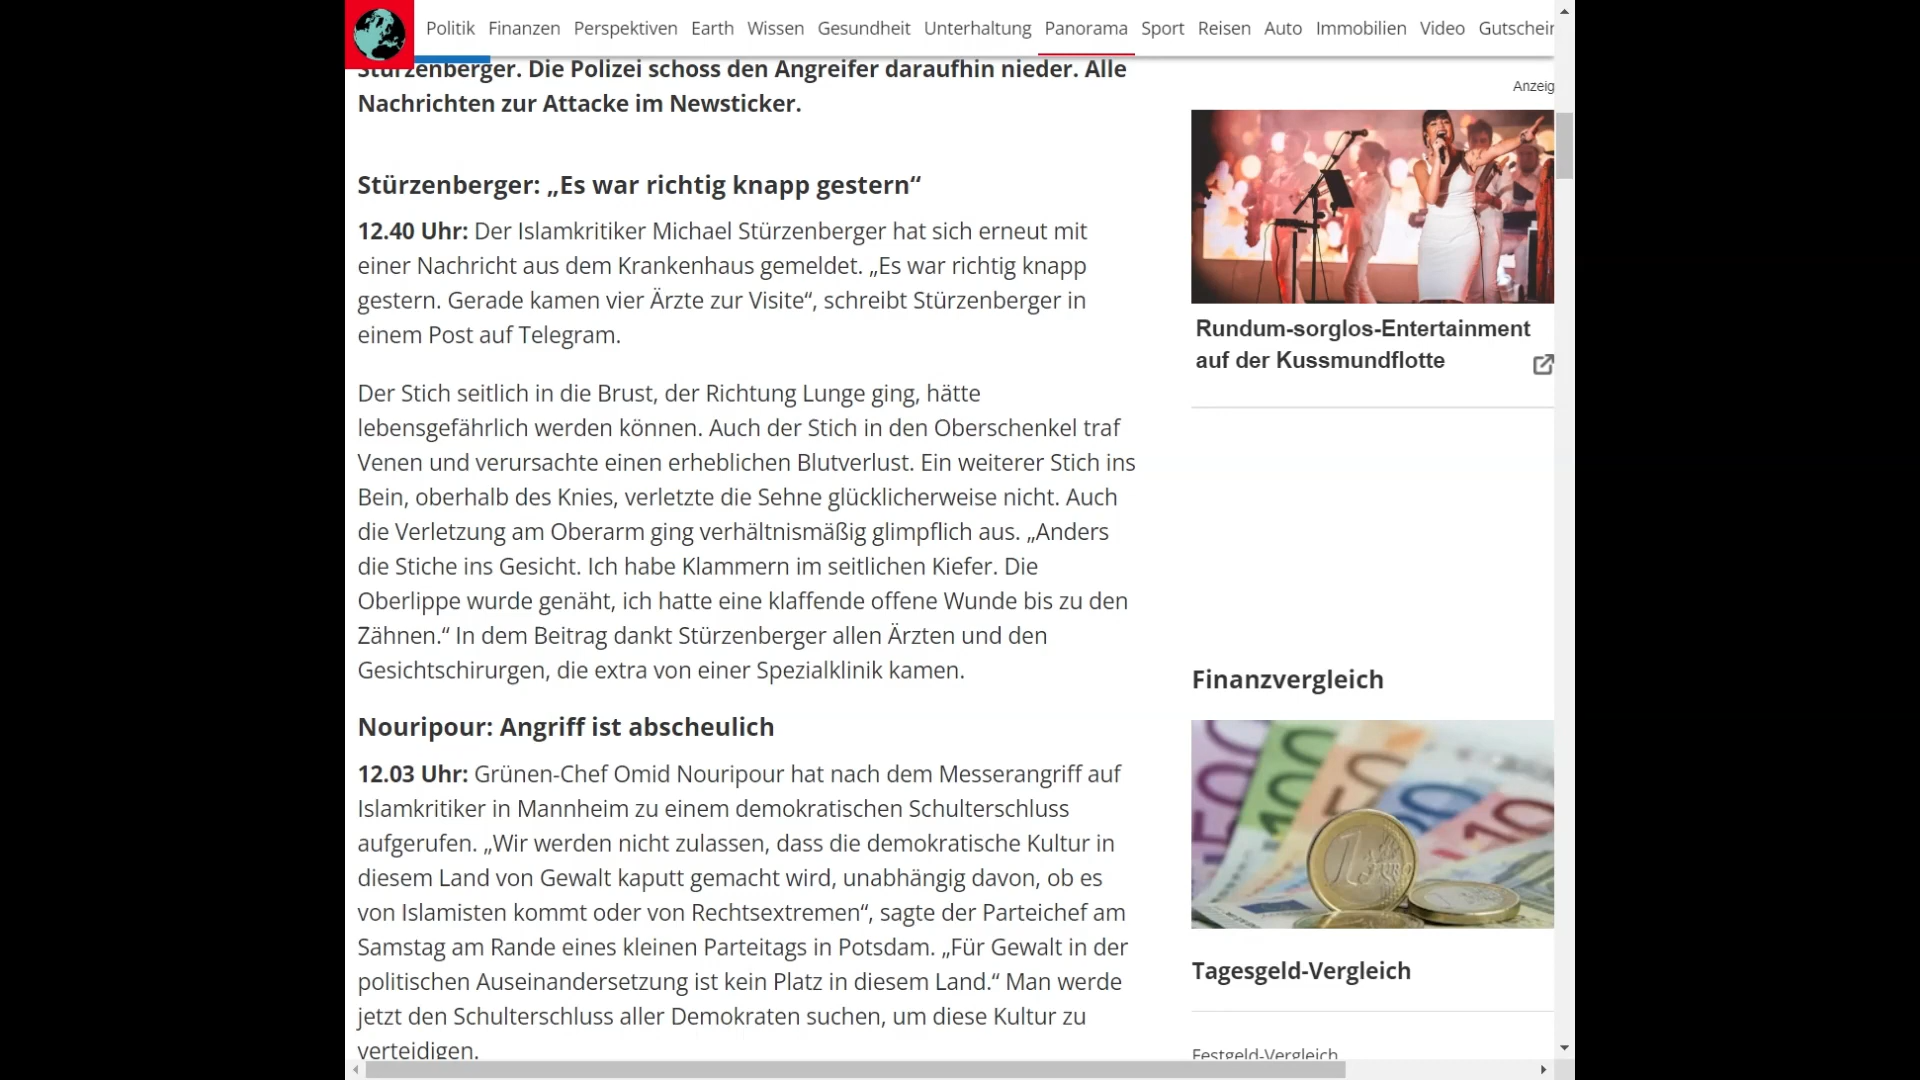 Politik Finanzen Perspektiven Earth Wissen Gesundheit Unterhaltung Panorama Sport Reisen Auto Immobilien Video Gutschein
Stürzenberger. Die Polizei schoss den Angreifer daraufhin nieder. Alle
Nachrichten zur Attacke im Newsticker.
Stürzenberger: „Es war richtig knapp gestern“
12.40 Uhr: Der Islamkritiker Michael Stürzenberger hat sich erneut mit
einer Nachricht aus dem Krankenhaus gemeldet. „Es war richtig knapp
gestern. Gerade kamen vier Ärzte zur Visite“, schreibt Stürzenberger in
einem Post auf Telegram.
Der Stich seitlich in die Brust, der Richtung Lunge ging, hätte
lebensgefährlich werden können. Auch der Stich in den Oberschenkel traf
Venen und verursachte einen erheblichen Blutverlust. Ein weiterer Stich ins
Bein, oberhalb des Knies, verletzte die Sehne glücklicherweise nicht. Auch
die Verletzung am Oberarm ging verhältnismäßig glimpflich aus. „Anders
die Stiche ins Gesicht. Ich habe Klammern im seitlichen Kiefer. Die
Oberlippe wurde genäht, ich hatte eine klaffende offene Wunde bis zu den
Zähnen.“ In dem Beitrag dankt Stürzenberger allen Ärzten und den
Gesichtschirurgen, die extra von einer Spezialklinik kamen.
Nouripour: Angriff ist abscheulich
12.03 Uhr: Grünen-Chef Omid Nouripour hat nach dem Messerangriff auf
Islamkritiker in Mannheim zu einem demokratischen Schulterschluss
aufgerufen. „Wir werden nicht zulassen, dass die demokratische Kultur in
diesem Land von Gewalt kaputt gemacht wird, unabhängig davon, ob es
von Islamisten kommt oder von Rechtsextremen“, sagte der Parteichef am
Samstag am Rande eines kleinen Parteitags in Potsdam. „Für Gewalt in der
politischen Auseinandersetzung ist kein Platz in diesem Land.“ Man werde
jetzt den Schulterschluss aller Demokraten suchen, um diese Kultur zu
verteidigen.
Anzeig
Rundum-sorglos-Entertainment
auf der Kussmundflotte
Finanzvergleich
500 100 50 20 10
1 EURO
Tagesgeld-Vergleich
Festgeld-Vergleich